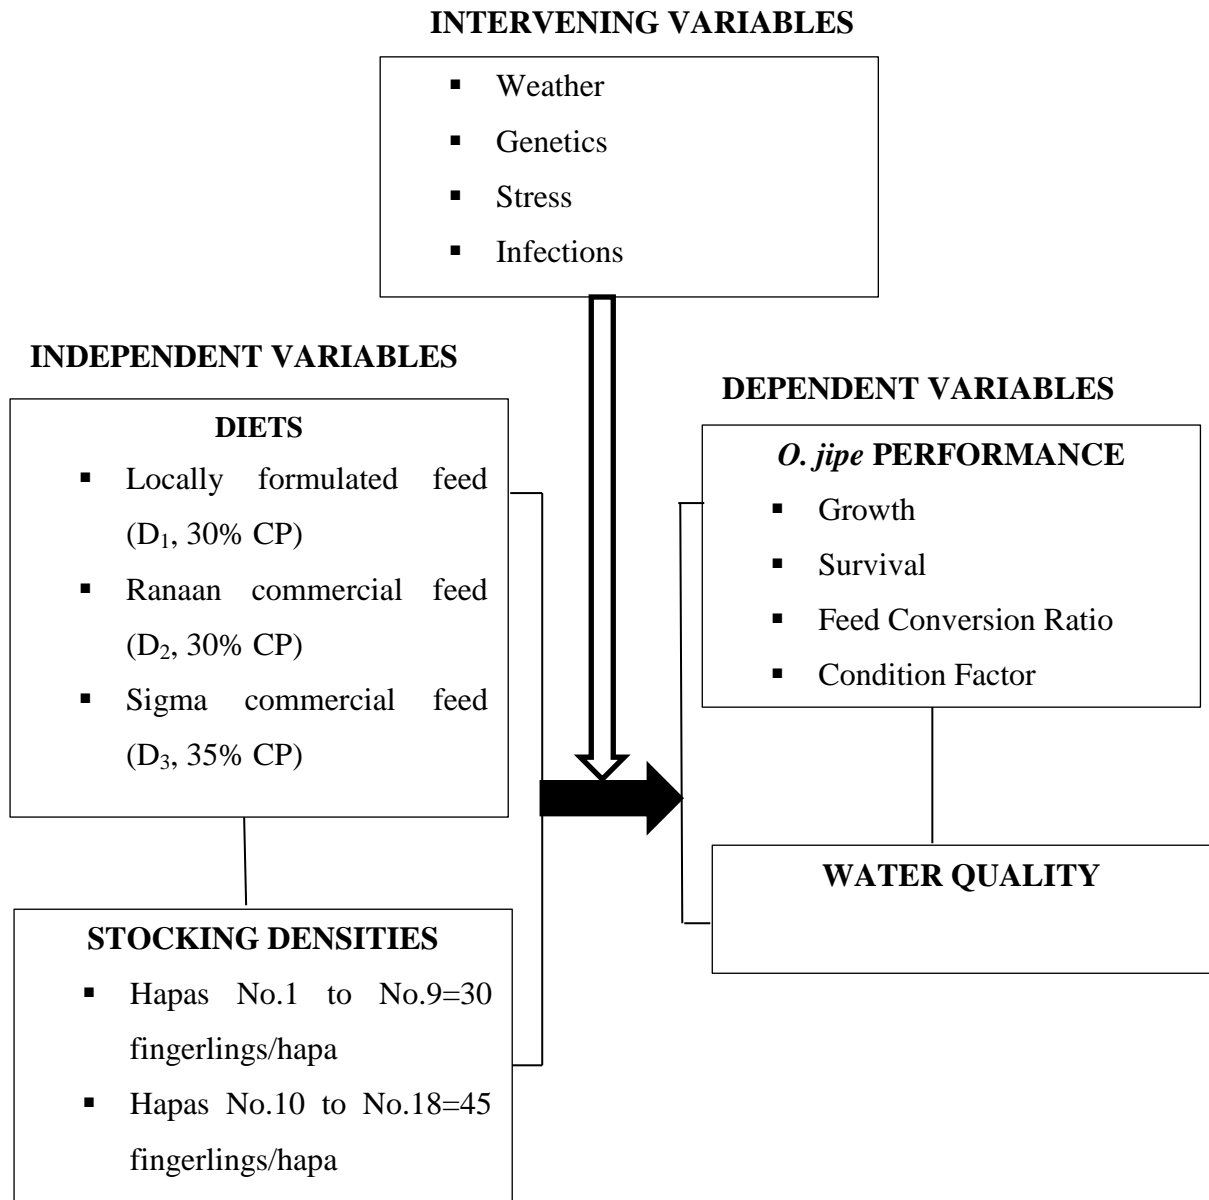 INTERVENING VARIABLES
▪ Weather
▪ Genetics
▪ Stress
▪ Infections
INDEPENDENT VARIABLES
DIETS
▪ Locally formulated feed
(D₁, 30% CP)
▪ Ranaan commercial feed
(D₂, 30% CP)
▪ Sigma commercial feed
(D₃, 35% CP)
STOCKING DENSITIES
▪ Hapas No.1 to No.9=30
fingerlings/hapa
▪ Hapas No.10 to No.18=45
fingerlings/hapa
DEPENDENT VARIABLES
O. jipe PERFORMANCE
▪ Growth
▪ Survival
▪ Feed Conversion Ratio
▪ Condition Factor
WATER QUALITY